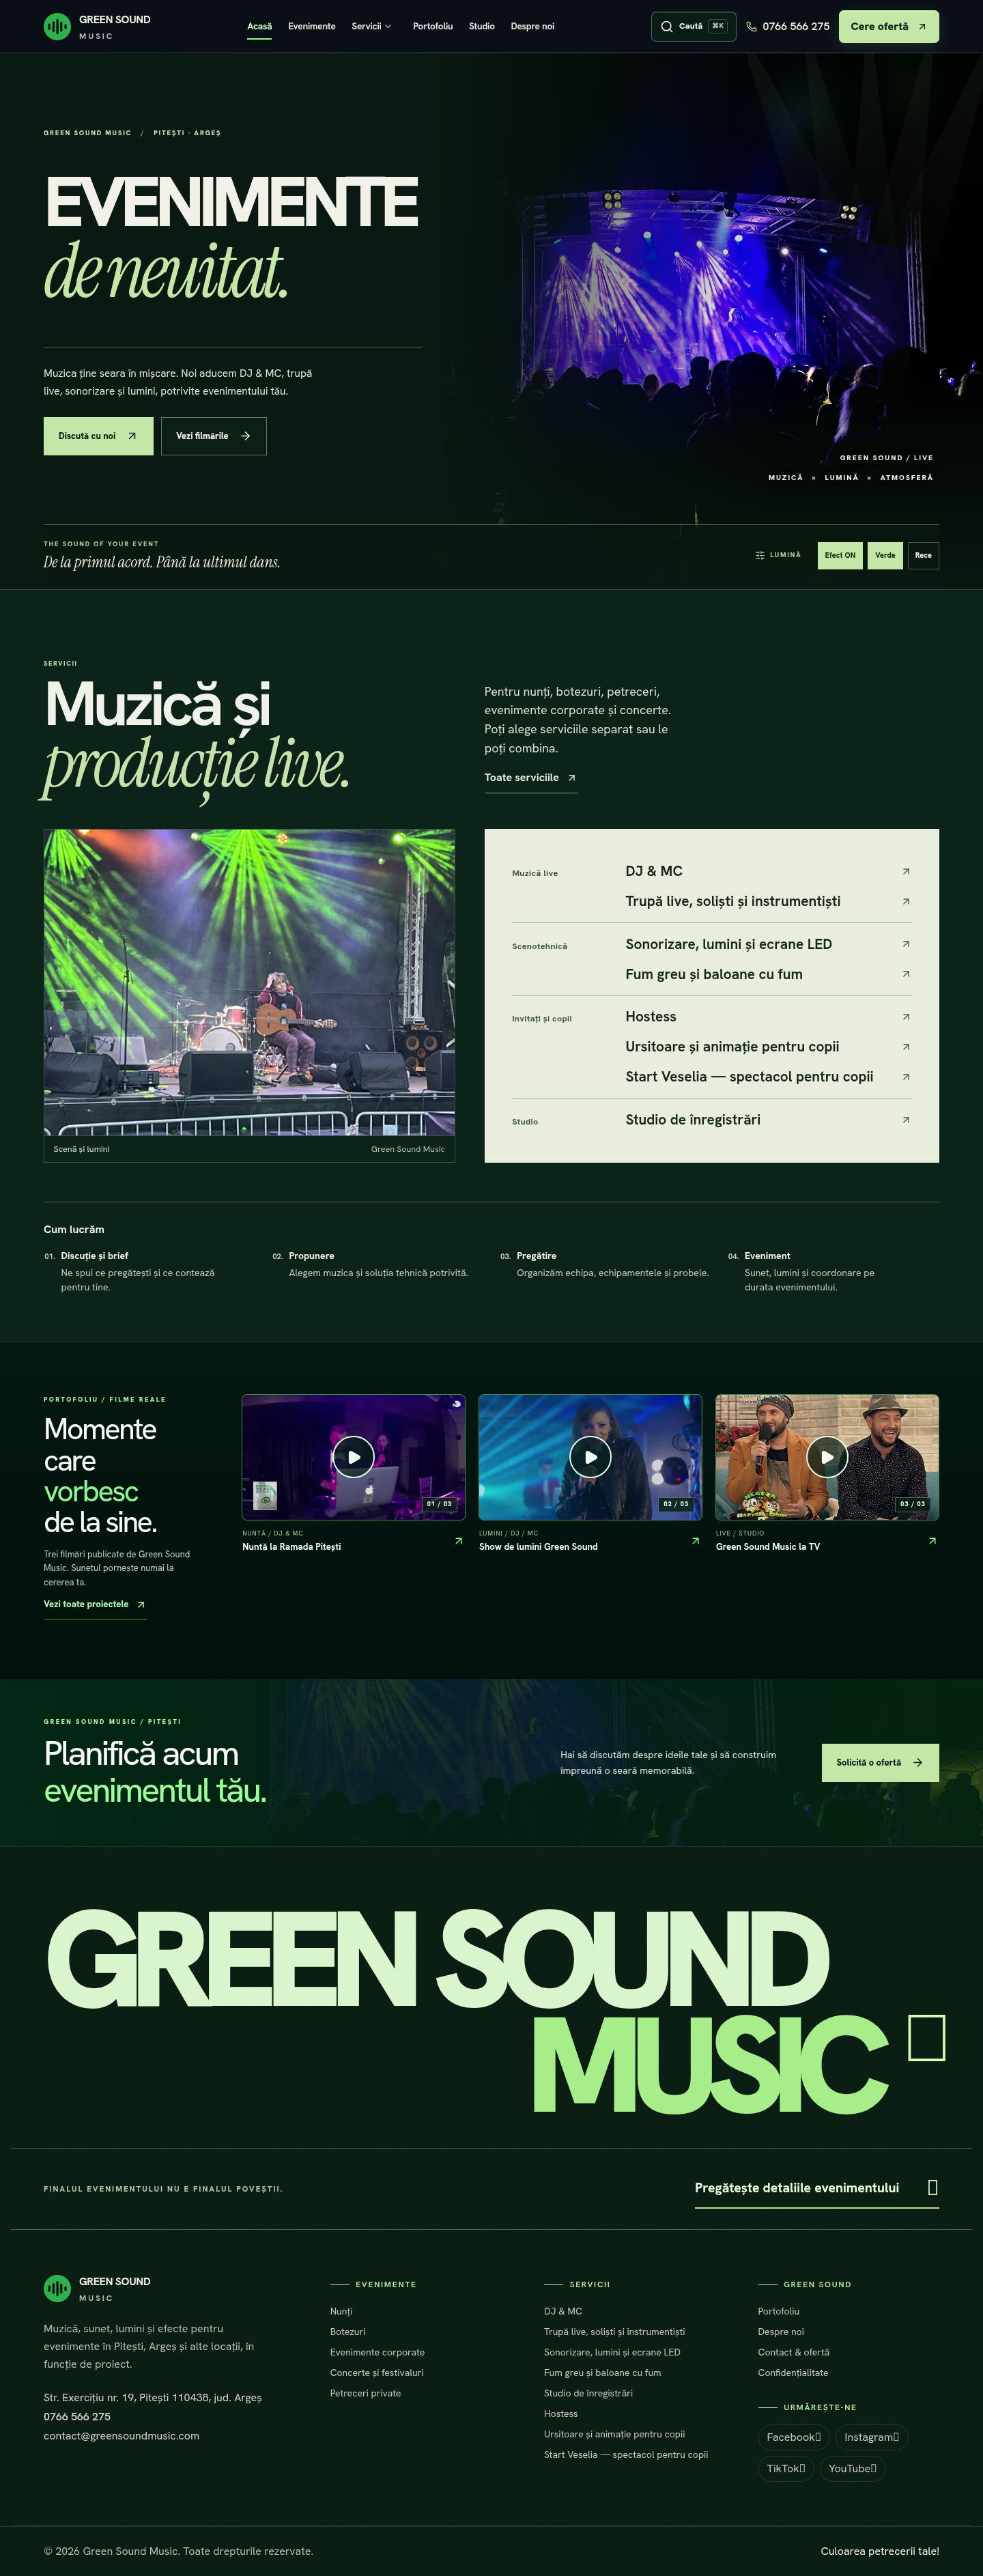 GREEN SOUND
MUSIC
Acasă Evenimente Servicii Portofoliu Studio Despre noi
Caută ⌘K
0766 566 275
Cere ofertă
GREEN SOUND MUSIC / PITEȘTI · ARGEȘ
EVENIMENTE
de neuitat.
Muzica ține seara în mișcare. Noi aducem DJ & MC, trupă
live, sonorizare și lumini, potrivite evenimentului tău.
Discută cu noi
Vezi filmările
GREEN SOUND / LIVE
MUZICĂ × LUMINĂ × ATMOSFERĂ
THE SOUND OF YOUR EVENT
De la primul acord. Până la ultimul dans.
LUMINĂ
Efect ON
Verde
Rece
SERVICII
Muzică și
producție live.
Pentru nunți, botezuri, petreceri,
evenimente corporate și concerte.
Poți alege serviciile separat sau le
poți combina.
Toate serviciile
Scenă și lumini
Green Sound Music
Muzică live
DJ & MC
Trupă live, soliști și instrumentiști
Scenotehnică
Sonorizare, lumini și ecrane LED
Fum greu și baloane cu fum
Invitați și copii
Hostess
Ursitoare și animație pentru copii
Start Veselia — spectacol pentru copii
Studio
Studio de înregistrări
Cum lucrăm
01. Discuție și brief
Ne spui ce pregătești și ce contează
pentru tine.
02. Propunere
Alegem muzica și soluția tehnică potrivită.
03. Pregătire
Organizăm echipa, echipamentele și probele.
04. Eveniment
Sunet, lumini și coordonare pe
durata evenimentului.
PORTOFOLIU / FILME REALE
Momente
care
vorbesc
de la sine.
Trei filmări publicate de Green Sound
Music. Sunetul pornește numai la
cererea ta.
Vezi toate proiectele
01 / 03
NUNTĂ / DJ & MC
Nuntă la Ramada Pitești
02 / 03
LUMINI / DJ / MC
Show de lumini Green Sound
03 / 03
LIVE / STUDIO
Green Sound Music la TV
GREEN SOUND MUSIC / PITEȘTI
Planifică acum
evenimentul tău.
Hai să discutăm despre ideile tale și să construim
împreună o seară memorabilă.
Solicită o ofertă
GREEN SOUND
MUSIC
FINALUL EVENIMENTULUI NU E FINALUL POVEȘTII.
Pregătește detaliile evenimentului
GREEN SOUND
MUSIC
Muzică, sunet, lumini și efecte pentru
evenimente în Pitești, Argeș și alte locații, în
funcție de proiect.
Str. Exercițiu nr. 19, Pitești 110438, jud. Argeș
0766 566 275
contact@greensoundmusic.com
EVENIMENTE
Nunți
Botezuri
Evenimente corporate
Concerte și festivaluri
Petreceri private
SERVICII
DJ & MC
Trupă live, soliști și instrumentiști
Sonorizare, lumini și ecrane LED
Fum greu și baloane cu fum
Studio de înregistrări
Hostess
Ursitoare și animație pentru copii
Start Veselia — spectacol pentru copii
GREEN SOUND
Portofoliu
Despre noi
Contact & ofertă
Confidențialitate
URMĂREȘTE-NE
Facebook
Instagram
TikTok
YouTube
© 2026 Green Sound Music. Toate drepturile rezervate.
Culoarea petrecerii tale!